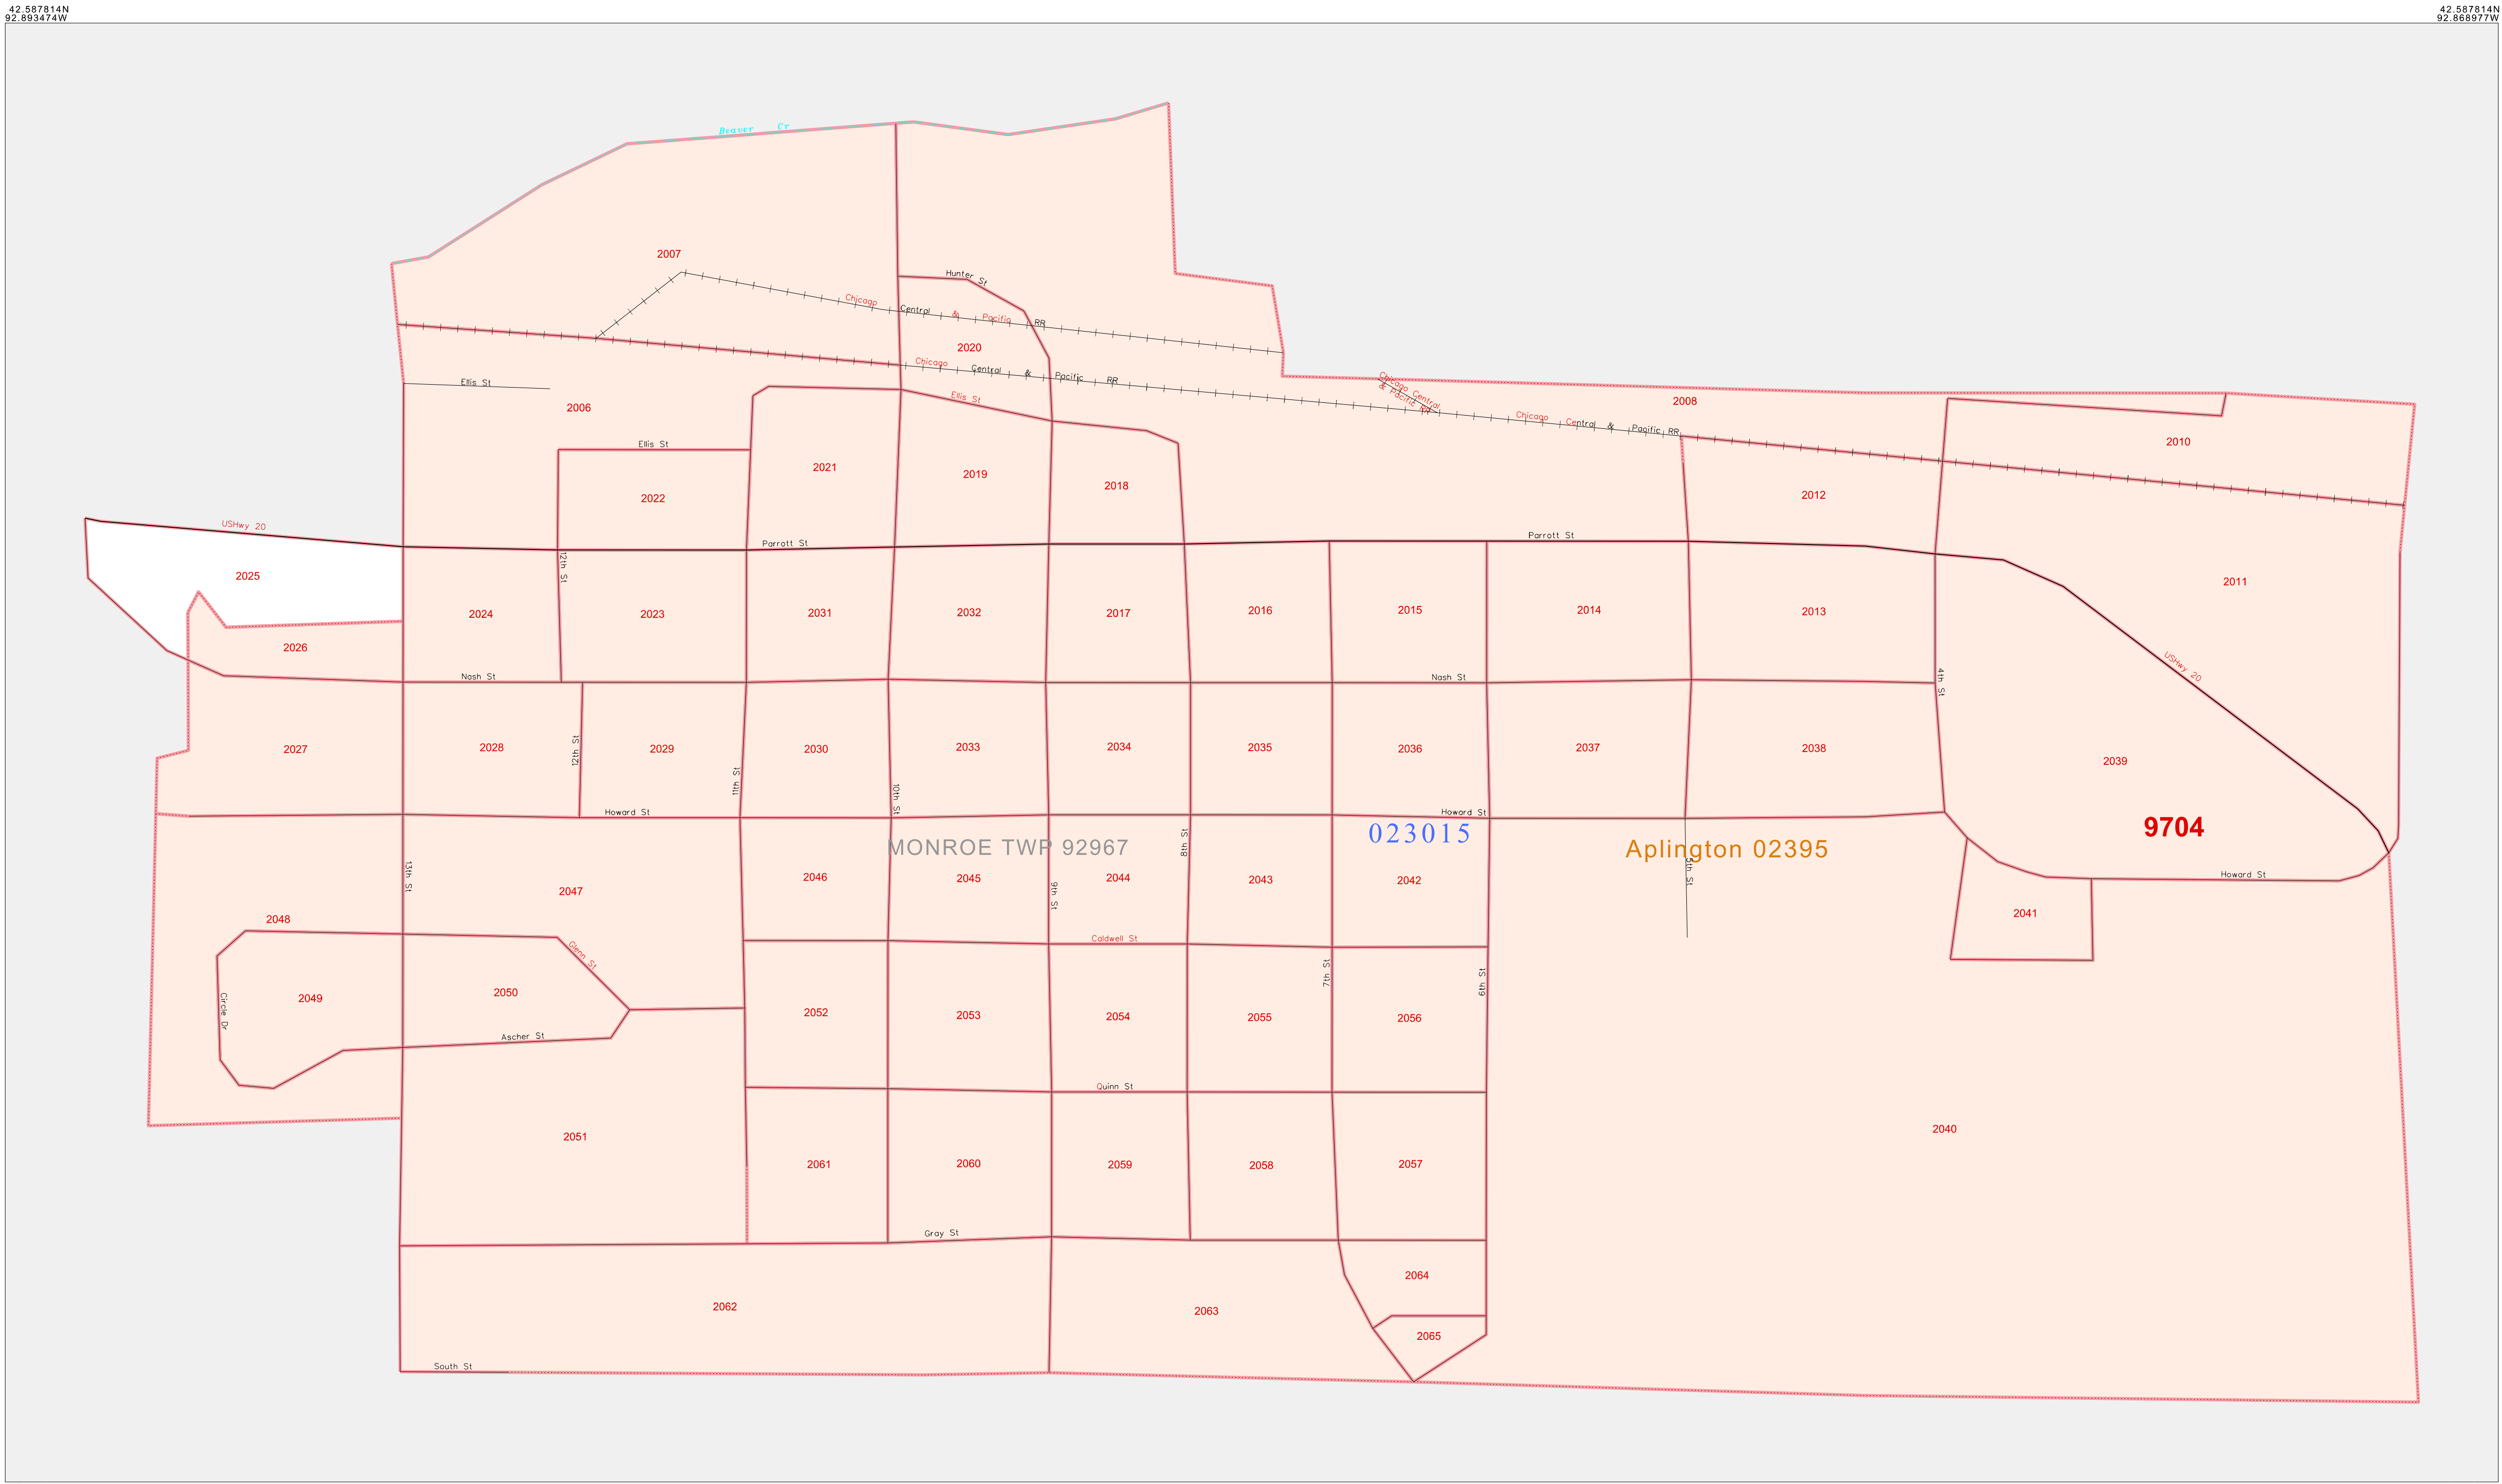 42.587814N
92.893474W
42.587814N
92.868977W
Beaver Cr
2007
Hunter St
Chicago Central & Pacific RR
2020
Chicago Central & Pacific RR
Ellis St
2006
Ellis St
Chicago Central
& Pacific RR
2008
Chicago Central & Pacific RR
2010
Ellis St
2021
2019
2018
2022
2012
USHwy 20
Parrott St
Parrott St
12th St
2025
2011
2024
2023
2031
2032
2017
2016
2015
2014
2013
2026
Nash St
Nash St
4th St
USHwy 20
2027
2028
12th St
2029
11th St
2030
10th St
2033
2034
2035
2036
2037
2038
2039
Howard St
Howard St
9704
023015
MONROE TWP 92967
Aplington 02395
8th St
5th St
13th St
2047
2046
2045
9th St
2044
2043
2042
Howard St
2048
2041
Caldwell St
Glenn St
7th St
6th St
2049
2050
Circle Dr
2052
2053
2054
2055
2056
Ascher St
Quinn St
2051
2040
2061
2060
2059
2058
2057
Gray St
2064
2062
2063
2065
South St